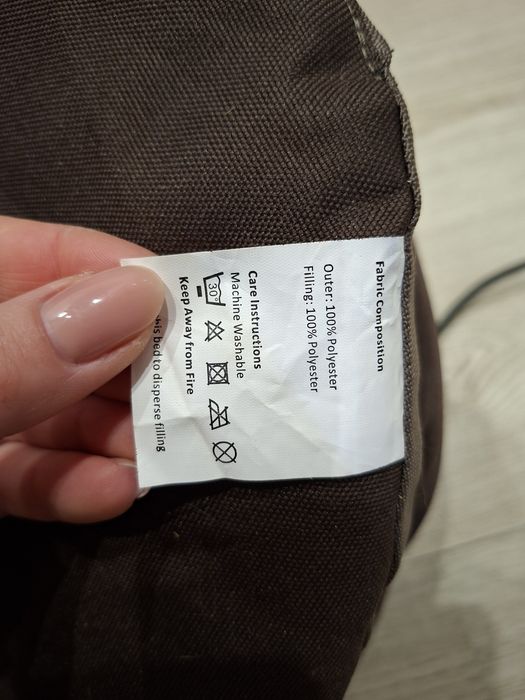 Fabric Composition
Outer: 100% Polyester
Filling: 100% Polyester
Care Instructions
Machine Washable
30°
Keep Away from Fire
bed to disperse filling